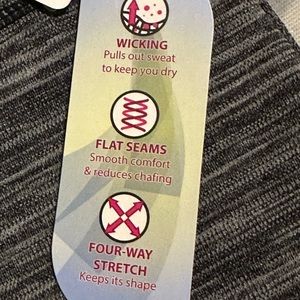 WICKING
Pulls out sweat
to keep you dry
FLAT SEAMS
Smooth comfort
& reduces chafing
FOUR-WAY
STRETCH
Keeps its shape